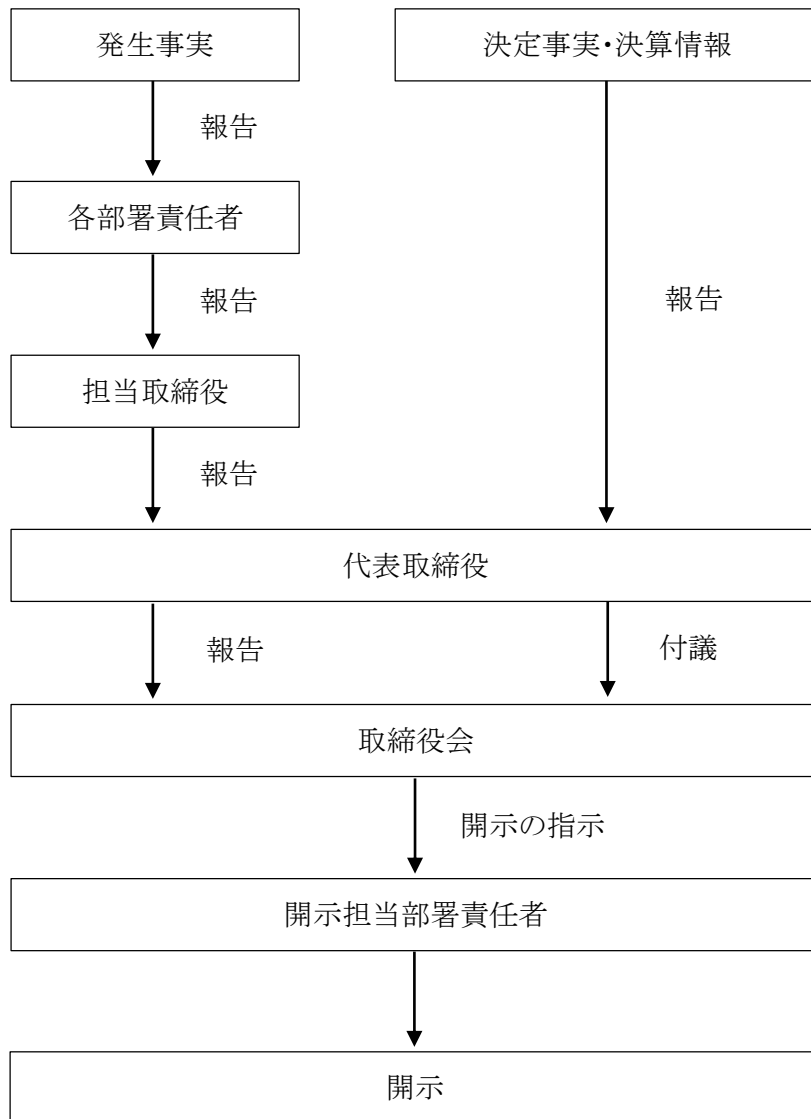 発生事実
決定事実・決算情報
報告
各部署責任者
報告
報告
担当取締役
報告
代表取締役
報告
付議
取締役会
開示の指示
開示担当部署責任者
開示